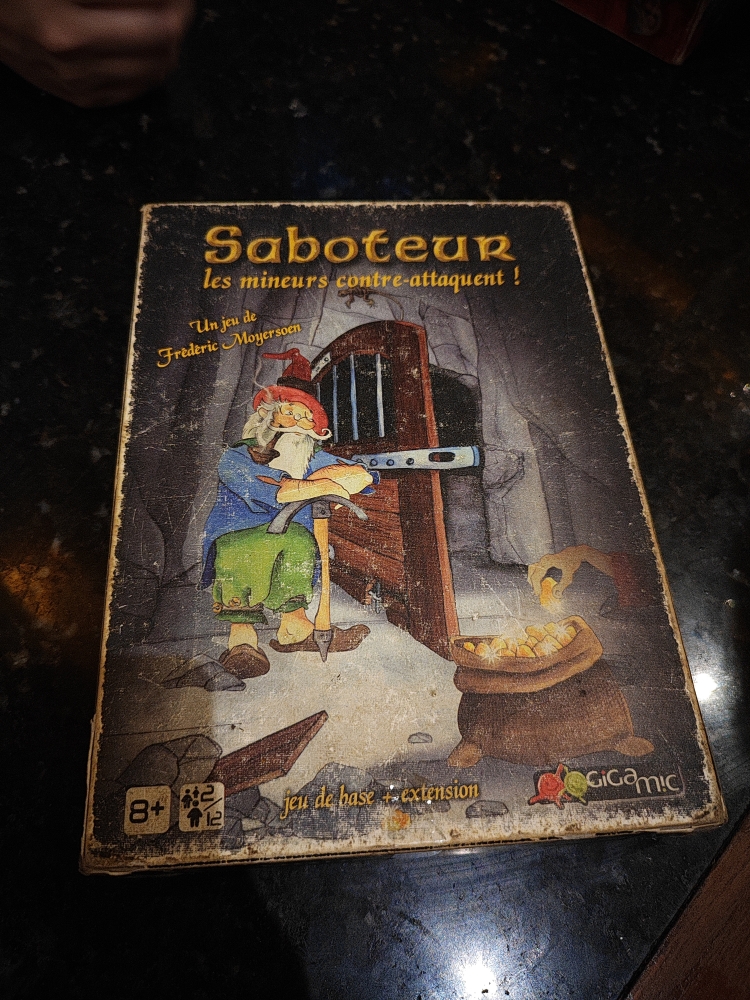 Saboteur
les mineurs contre-attaquent !
Un jeu de
Frédéric Moyersoen
jeu de base + extension
8+
2/12
GIGAMIC